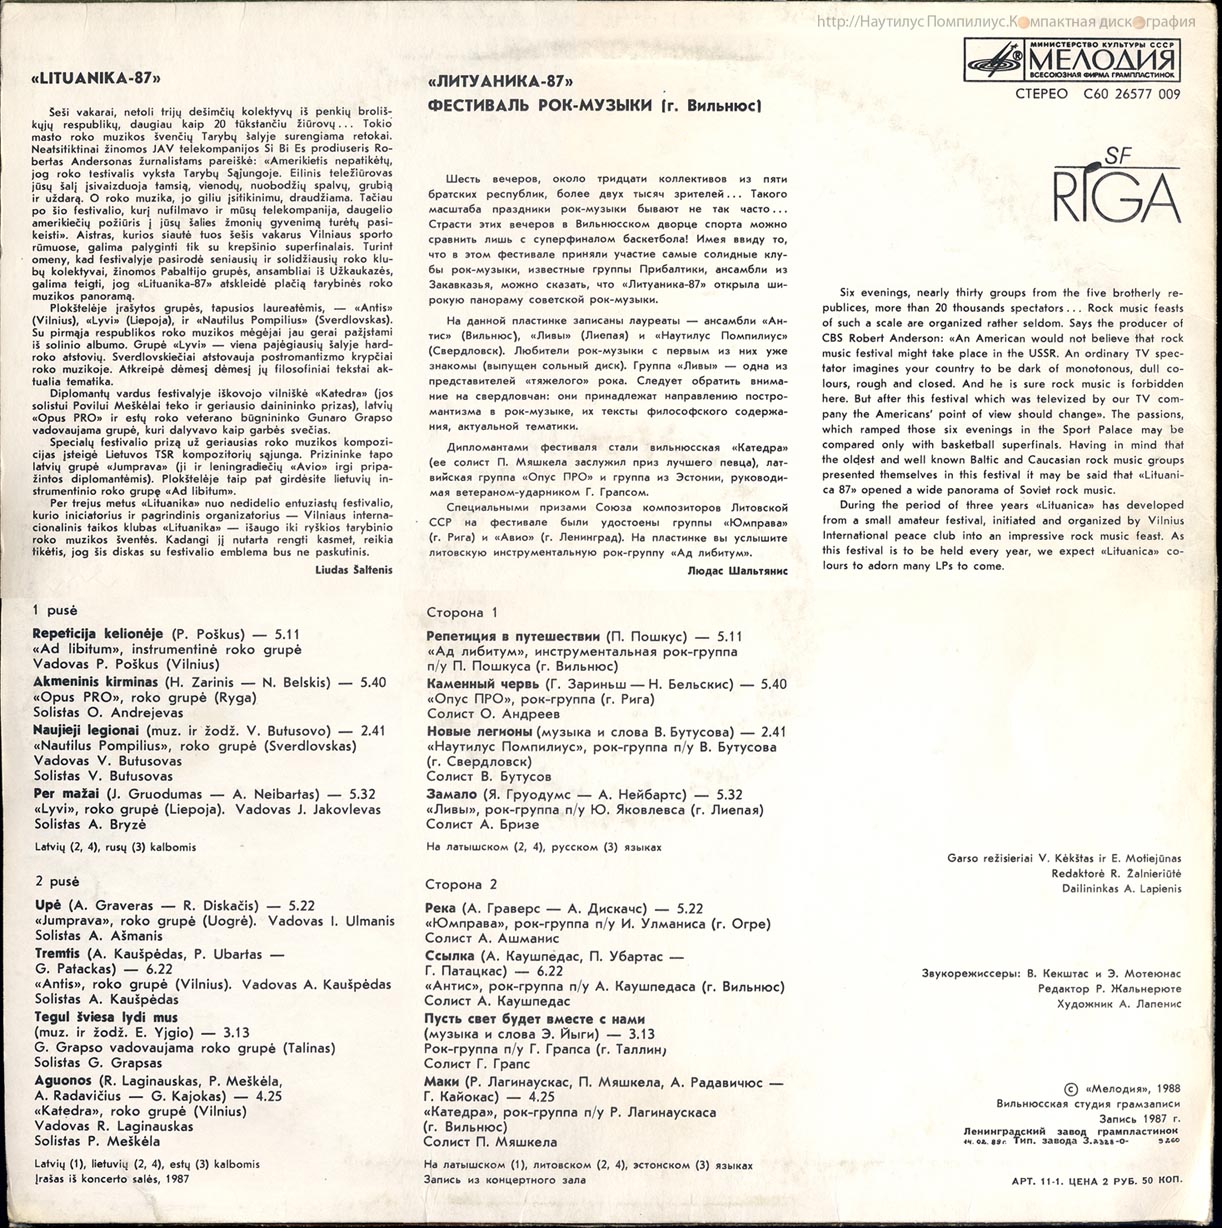 http://Наутилус Помпилиус.Компактная дискография
МИНИСТЕРСТВО КУЛЬТУРЫ СССР
МЕЛОДИЯ
ВСЕСОЮЗНАЯ ФИРМА ГРАМПЛАСТИНОК
СТЕРЕО С60 26577 009
SF
RIGA
«LITUANIKA-87»
Šeši vakarai, netoli trijų dešimčių kolektyvų iš penkių broliš-
kųjų respublikų, daugiau kaip 20 tūkstančiu žiūrovų... Tokio
masto roko muzikos švenčių Tarybų šalyje surengiama retokai.
Neatsitiktinai žinomos JAV telekompanijos Si Bi Es prodiuseris Ro-
bertas Andersonas žurnalistams pareiškė: «Amerikietis nepatikėtų,
jog roko testivalis vyksta Tarybų Sąjungoje. Eilinis teležiūrovas
jūsų šalį įsivaizduoja tamsią, vienodų, nuobodžių spalvų, grubią
ir uždarą. O roko muzika, jo giliu įsitikinimu, draudžiama. Tačiau
po šio festivalio, kurį nufilmavo ir mūsų telekompanija, daugelio
amerikiečių požiūris į jūsų šalies žmonių gyvenimą turėtų pasi-
keisti». Aistras, kurios siautė tuos šešis vakarus Vilniaus sporto
rūmuose, galima palyginti tik su krepšinio superfinalais. Turint
omeny, kad festivalyje pasirodė seniausių ir solidžiausių roko klu-
bų kolektyvai, žinomos Pabaltijo grupės, ansambliai iš Užkaukazės,
galima teigti, jog «Lituanika-87» atskleidė plačią tarybinės roko
muzikos panoramą.
Plokštelėje įrašytos grupės, tapusios laureatėmis, — «Antis»
(Vilnius), «Lyvi» (Liepoja), ir «Nautilus Pompilius» (Sverdlovskas).
Su pirmąja respublikos roko muzikos mėgėjai jau gerai pažįstami
iš solinio albumo. Grupė «Lyvi» — viena pajėgiausių šalyje hard-
roko atstovių. Sverdlovskiečiai atstovauja postromantizmo krypčiai
roko muzikoje. Atkreipė dėmesį dėmesį jų filosofiniai tekstai ak-
tualia tematika.
Diplomantų vardus festivalyje iškovojo vilniškė «Katedra» (jos
solistui Povilui Meškėlai teko ir geriausio dainininko prizas), latvių
«Opus PRO» ir estų roko veterano būgnininko Gunaro Grapso
vadovaujama grupė, kuri dalyvavo kaip garbės svečias.
Specialų festivalio prizą už geriausias roko muzikos kompozi-
cijas įsteigė Lietuvos TSR kompozitorių sąjunga. Prizininke tapo
latvių grupė «Jumprava» (ji ir leningradiečių «Avio» irgi pripa-
žintos diplomantėmis). Plokštelėje taip pat girdėsite lietuvių in-
strumentinio roko grupę «Ad libitum».
Per trejus metus «Lituanika» nuo nedidelio entuziastų festivalio,
kurio iniciatorius ir pagrindinis organizatorius — Vilniaus interna-
cionalinis taikos klubas «Lituanika» — išaugo iki ryškios tarybinio
roko muzikos šventės. Kadangi jį nutarta rengti kasmet, reikia
tikėtis, jog šis diskas su festivalio emblema bus ne paskutinis.
Liudas Šaltenis
«ЛИТУАНИКА-87»
ФЕСТИВАЛЬ РОК-МУЗЫКИ (г. Вильнюс)
Шесть вечеров, около тридцати коллективов из пяти
братских республик, более двух тысяч зрителей... Такого
масштаба праздники рок-музыки бывают не так часто...
Страсти этих вечеров в Вильнюсском дворце спорта можно
сравнить лишь с суперфиналом баскетбола! Имея ввиду то,
что в этом фестивале приняли участие самые солидные клу-
бы рок-музыки, известные группы Прибалтики, ансамбли из
Закавказья, можно сказать, что «Литуаника-87» открыла ши-
рокую панораму советской рок-музыки.
На данной пластинке записаны лауреаты — ансамбли «Ан-
тис» (Вильнюс), «Ливы» (Лиепая) и «Наутилус Помпилиус»
(Свердловск). Любители рок-музыки с первым из них уже
знакомы (выпущен сольный диск). Группа «Ливы» — одна из
представителей «тяжелого» рока. Следует обратить внима-
ние на свердловчан: они принадлежат направлению постро-
мантизма в рок-музыке, их тексты философского содержа-
ния, актуальной тематики.
Дипломантами фестиваля стали вильнюсская «Катедра»
(ее солист П. Мяшкела заслужил приз лучшего певца), лат-
вийская группа «Опус ПРО» и группа из Эстонии, руководи-
мая ветераном-ударником Г. Грапсом.
Специальными призами Союза композиторов Литовской
ССР на фестивале были удостоены группы «Юмправа»
(г. Рига) и «Авио» (г. Ленинград). На пластинке вы услышите
литовскую инструментальную рок-группу «Ад либитум».
Людас Шальтянис
Six evenings, nearly thirty groups from the five brotherly re-
publices, more than 20 thousands spectators... Rock music feasts
of such a scale are organized rather seldom. Says the producer of
CBS Robert Anderson: «An American would not believe that rock
music festival might take place in the USSR. An ordinary TV spec-
tator imagines your country to be dark of monotonous, dull co-
lours, rough and closed. And he is sure rock music is forbidden
here. But after this festival which was televized by our TV com-
pany the Americans' point of view should change». The passions,
which ramped those six evenings in the Sport Palace may be
compared only with basketball superfinals. Having in mind that
the oldest and well known Baltic and Caucasian rock music groups
presented themselves in this festival it may be said that «Lituani-
ca 87» opened a wide panorama of Soviet rock music.
During the period of three years «Lituanica» has developed
from a small amateur festival, initiated and organized by Vilnius
International peace club into an impressive rock music feast. As
this festival is to be held every year, we expect «Lituanica» co-
lours to adorn many LPs to come.
1 pusė
Repeticija kelionėje (P. Poškus) — 5.11
«Ad libitum», instrumentinė roko grupė
Vadovas P. Poškus (Vilnius)
Akmeninis kirminas (H. Zarinis — N. Belskis) — 5.40
«Opus PRO», roko grupė (Ryga)
Solistas O. Andrejevas
Naujieji legionai (muz. ir žodž. V. Butusovo) — 2.41
«Nautilus Pompilius», roko grupė (Sverdlovskas)
Vadovas V. Butusovas
Solistas V. Butusovas
Per mažai (J. Gruodumas — A. Neibartas) — 5.32
«Lyvi», roko grupė (Liepoja). Vadovas J. Jakovlevas
Solistas A. Bryzė
Latvių (2, 4), rusų (3) kalbomis
2 pusė
Upė (A. Graveras — R. Diskačis) — 5.22
«Jumprava», roko grupė (Uogrė). Vadovas I. Ulmanis
Solistas A. Ašmanis
Tremtis (A. Kaušpėdas, P. Ubartas —
G. Patackas) — 6.22
«Antis», roko grupė (Vilnius). Vadovas A. Kaušpėdas
Solistas A. Kaušpėdas
Tegul šviesa lydi mus
(muz. ir žodž. E. Yjgio) — 3.13
G. Grapso vadovaujama roko grupė (Talinas)
Solistas G. Grapsas
Aguonos (R. Laginauskas, P. Meškėla,
A. Radavičius — G. Kajokas) — 4.25
«Katedra», roko grupė (Vilnius)
Vadovas R. Laginauskas
Solistas P. Meškėla
Latvių (1), lietuvių (2, 4), estų (3) kalbomis
Įrašas iš koncerto salės, 1987
Сторона 1
Репетиция в путешествии (П. Пошкус) — 5.11
«Ад либитум», инструментальная рок-группа
п/у П. Пошкуса (г. Вильнюс)
Каменный червь (Г. Зариньш — Н. Бельскис) — 5.40
«Опус ПРО», рок-группа (г. Рига)
Солист О. Андреев
Новые легионы (музыка и слова В. Бутусова) — 2.41
«Наутилус Помпилиус», рок-группа п/у В. Бутусова
(г. Свердловск)
Солист В. Бутусов
Замало (Я. Груодумс — А. Нейбартс) — 5.32
«Ливы», рок-группа п/у Ю. Яковлевса (г. Лиепая)
Солист А. Бризе
На латышском (2, 4), русском (3) языках
Сторона 2
Река (А. Граверс — А. Дискачс) — 5.22
«Юмправа», рок-группа п/у И. Улманиса (г. Огре)
Солист А. Ашманис
Ссылка (А. Каушпедас, П. Убартас —
Г. Патацкас) — 6.22
«Антис», рок-группа п/у А. Каушпедаса (г. Вильнюс)
Солист А. Каушпедас
Пусть свет будет вместе с нами
(музыка и слова Э. Йыги) — 3.13
Рок-группа п/у Г. Грапса (г. Таллин)
Солист Г. Грапс
Маки (Р. Лагинаускас, П. Мяшкела, А. Радавичюс —
Г. Кайокас) — 4.25
«Катедра», рок-группа п/у Р. Лагинаускаса
(г. Вильнюс)
Солист П. Мяшкела
На латышском (1), литовском (2, 4), эстонском (3) языках
Запись из концертного зала
Garso režisieriai V. Kėkštas ir E. Motiejūnas
Redaktorė R. Žalnieriūtė
Dailininkas A. Lapienis
Звукорежиссеры: В. Кекштас и Э. Мотеюнас
Редактор Р. Жальнерюте
Художник А. Лапенис
© «Мелодия», 1988
Вильнюсская студия грамзаписи
Запись 1987 г.
Ленинградский завод грампластинок
14.02.89г. Тип. завода З.2328-0- 5200
АРТ. 11-1. ЦЕНА 2 РУБ. 50 КОП.